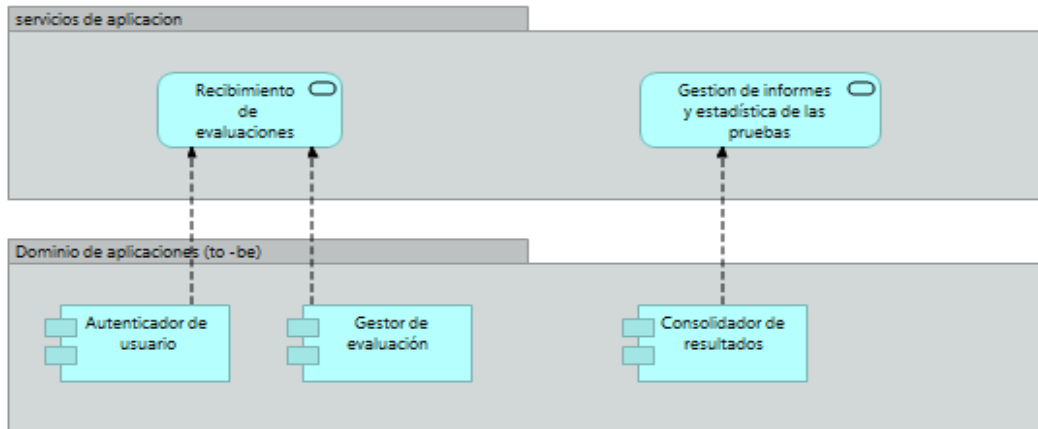 servicios de aplicacion
Recibimiento
de
evaluaciones
Gestion de informes
y estadística de las
pruebas
Dominio de aplicaciones (to -be)
Autenticador de
usuario
Gestor de
evaluación
Consolidador de
resultados